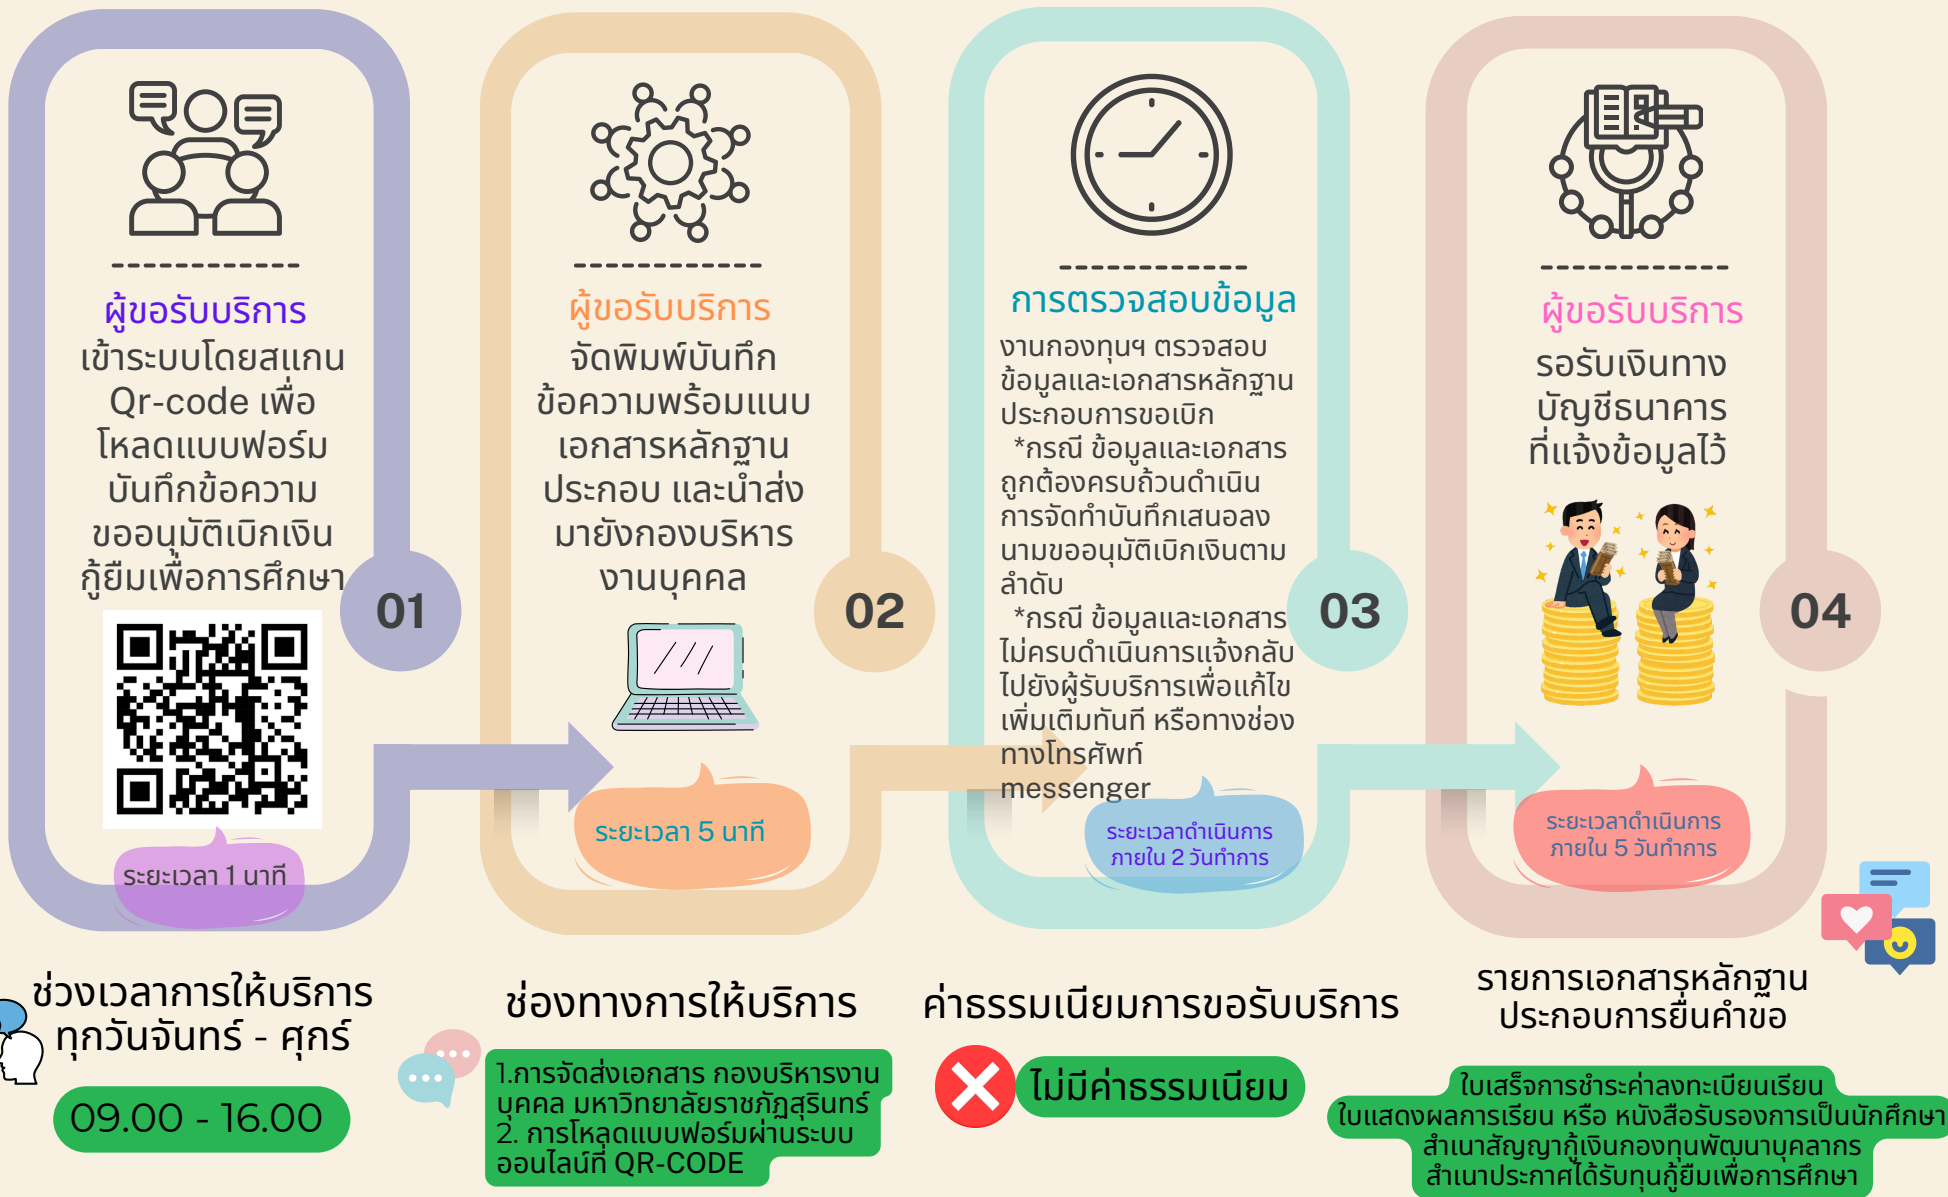 ผู้ขอรับบริการ
เข้าระบบโดยสแกน
Qr-code เพื่อ
โหลดแบบฟอร์ม
บันทึกข้อความ
ขออนุมัติเบิกเงิน
กู้ยืมเพื่อการศึกษา
01
ระยะเวลา 1 นาที
ผู้ขอรับบริการ
จัดพิมพ์บันทึก
ข้อความพร้อมแนบ
เอกสารหลักฐาน
ประกอบ และนำส่ง
มายังกองบริหาร
งานบุคคล
02
ระยะเวลา 5 นาที
การตรวจสอบข้อมูล
งานกองทุนฯ ตรวจสอบ
ข้อมูลและเอกสารหลักฐาน
ประกอบการขอเบิก
*กรณี ข้อมูลและเอกสาร
ถูกต้องครบถ้วนดำเนิน
การจัดทำบันทึกเสนอลง
นามขออนุมัติเบิกเงินตาม
ลำดับ
*กรณี ข้อมูลและเอกสาร
ไม่ครบดำเนินการแจ้งกลับ
ไปยังผู้รับบริการเพื่อแก้ไข
เพิ่มเติมทันที หรือทางช่อง
ทางโทรศัพท์
messenger
03
ระยะเวลาดำเนินการ
ภายใน 2 วันทำการ
ผู้ขอรับบริการ
รอรับเงินทาง
บัญชีธนาคาร
ที่แจ้งข้อมูลไว้
04
ระยะเวลาดำเนินการ
ภายใน 5 วันทำการ
ช่วงเวลาการให้บริการ
ทุกวันจันทร์ - ศุกร์
09.00 - 16.00
ช่องทางการให้บริการ
1.การจัดส่งเอกสาร กองบริหารงาน
บุคคล มหาวิทยาลัยราชภัฏสุรินทร์
2. การโหลดแบบฟอร์มผ่านระบบ
ออนไลน์ที่ QR-CODE
ค่าธรรมเนียมการขอรับบริการ
ไม่มีค่าธรรมเนียม
รายการเอกสารหลักฐาน
ประกอบการยื่นคำขอ
ใบเสร็จการชำระค่าลงทะเบียนเรียน
ใบแสดงผลการเรียน หรือ หนังสือรับรองการเป็นนักศึกษา
สำเนาสัญญากู้เงินกองทุนพัฒนาบุคลากร
สำเนาประกาศได้รับทุนกู้ยืมเพื่อการศึกษา